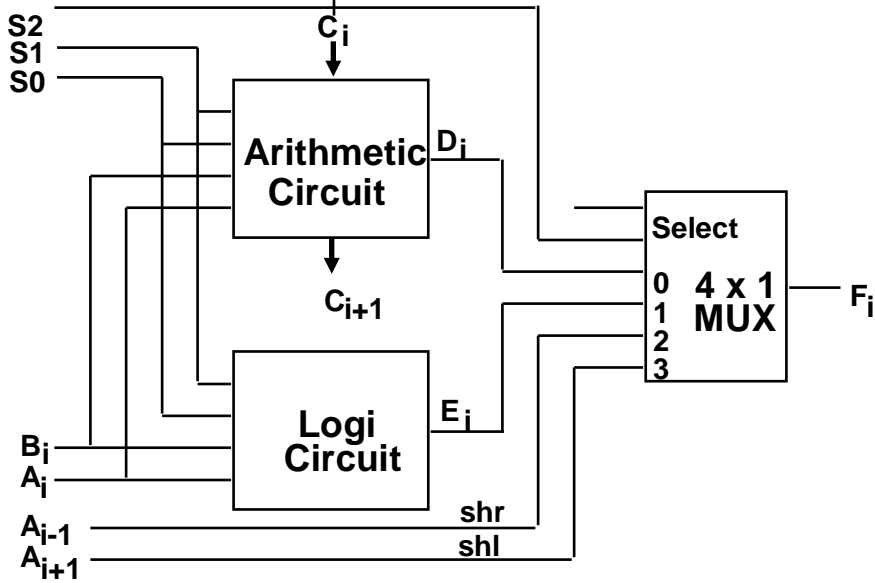 S2
S1
S0
Ci
Arithmetic
Circuit
Di
Ci+1
Select
0
1
2
3
4 x 1
MUX
Fi
Logi
Circuit
Ei
Bi
Ai
Ai-1
shr
Ai+1
shl